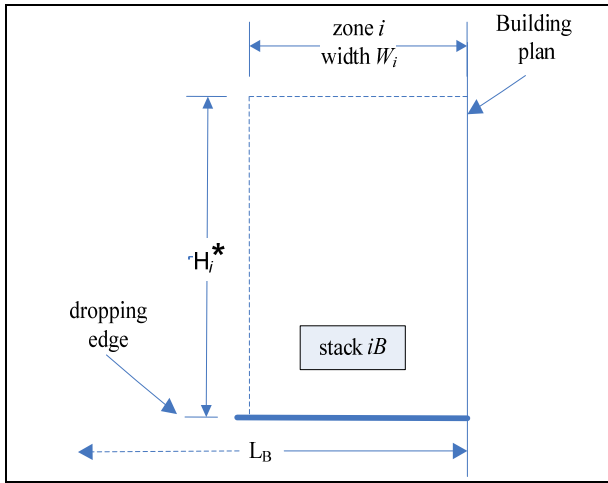 zone i
width Wi
Building
plan
Hi*
dropping
edge
stack iB
LB